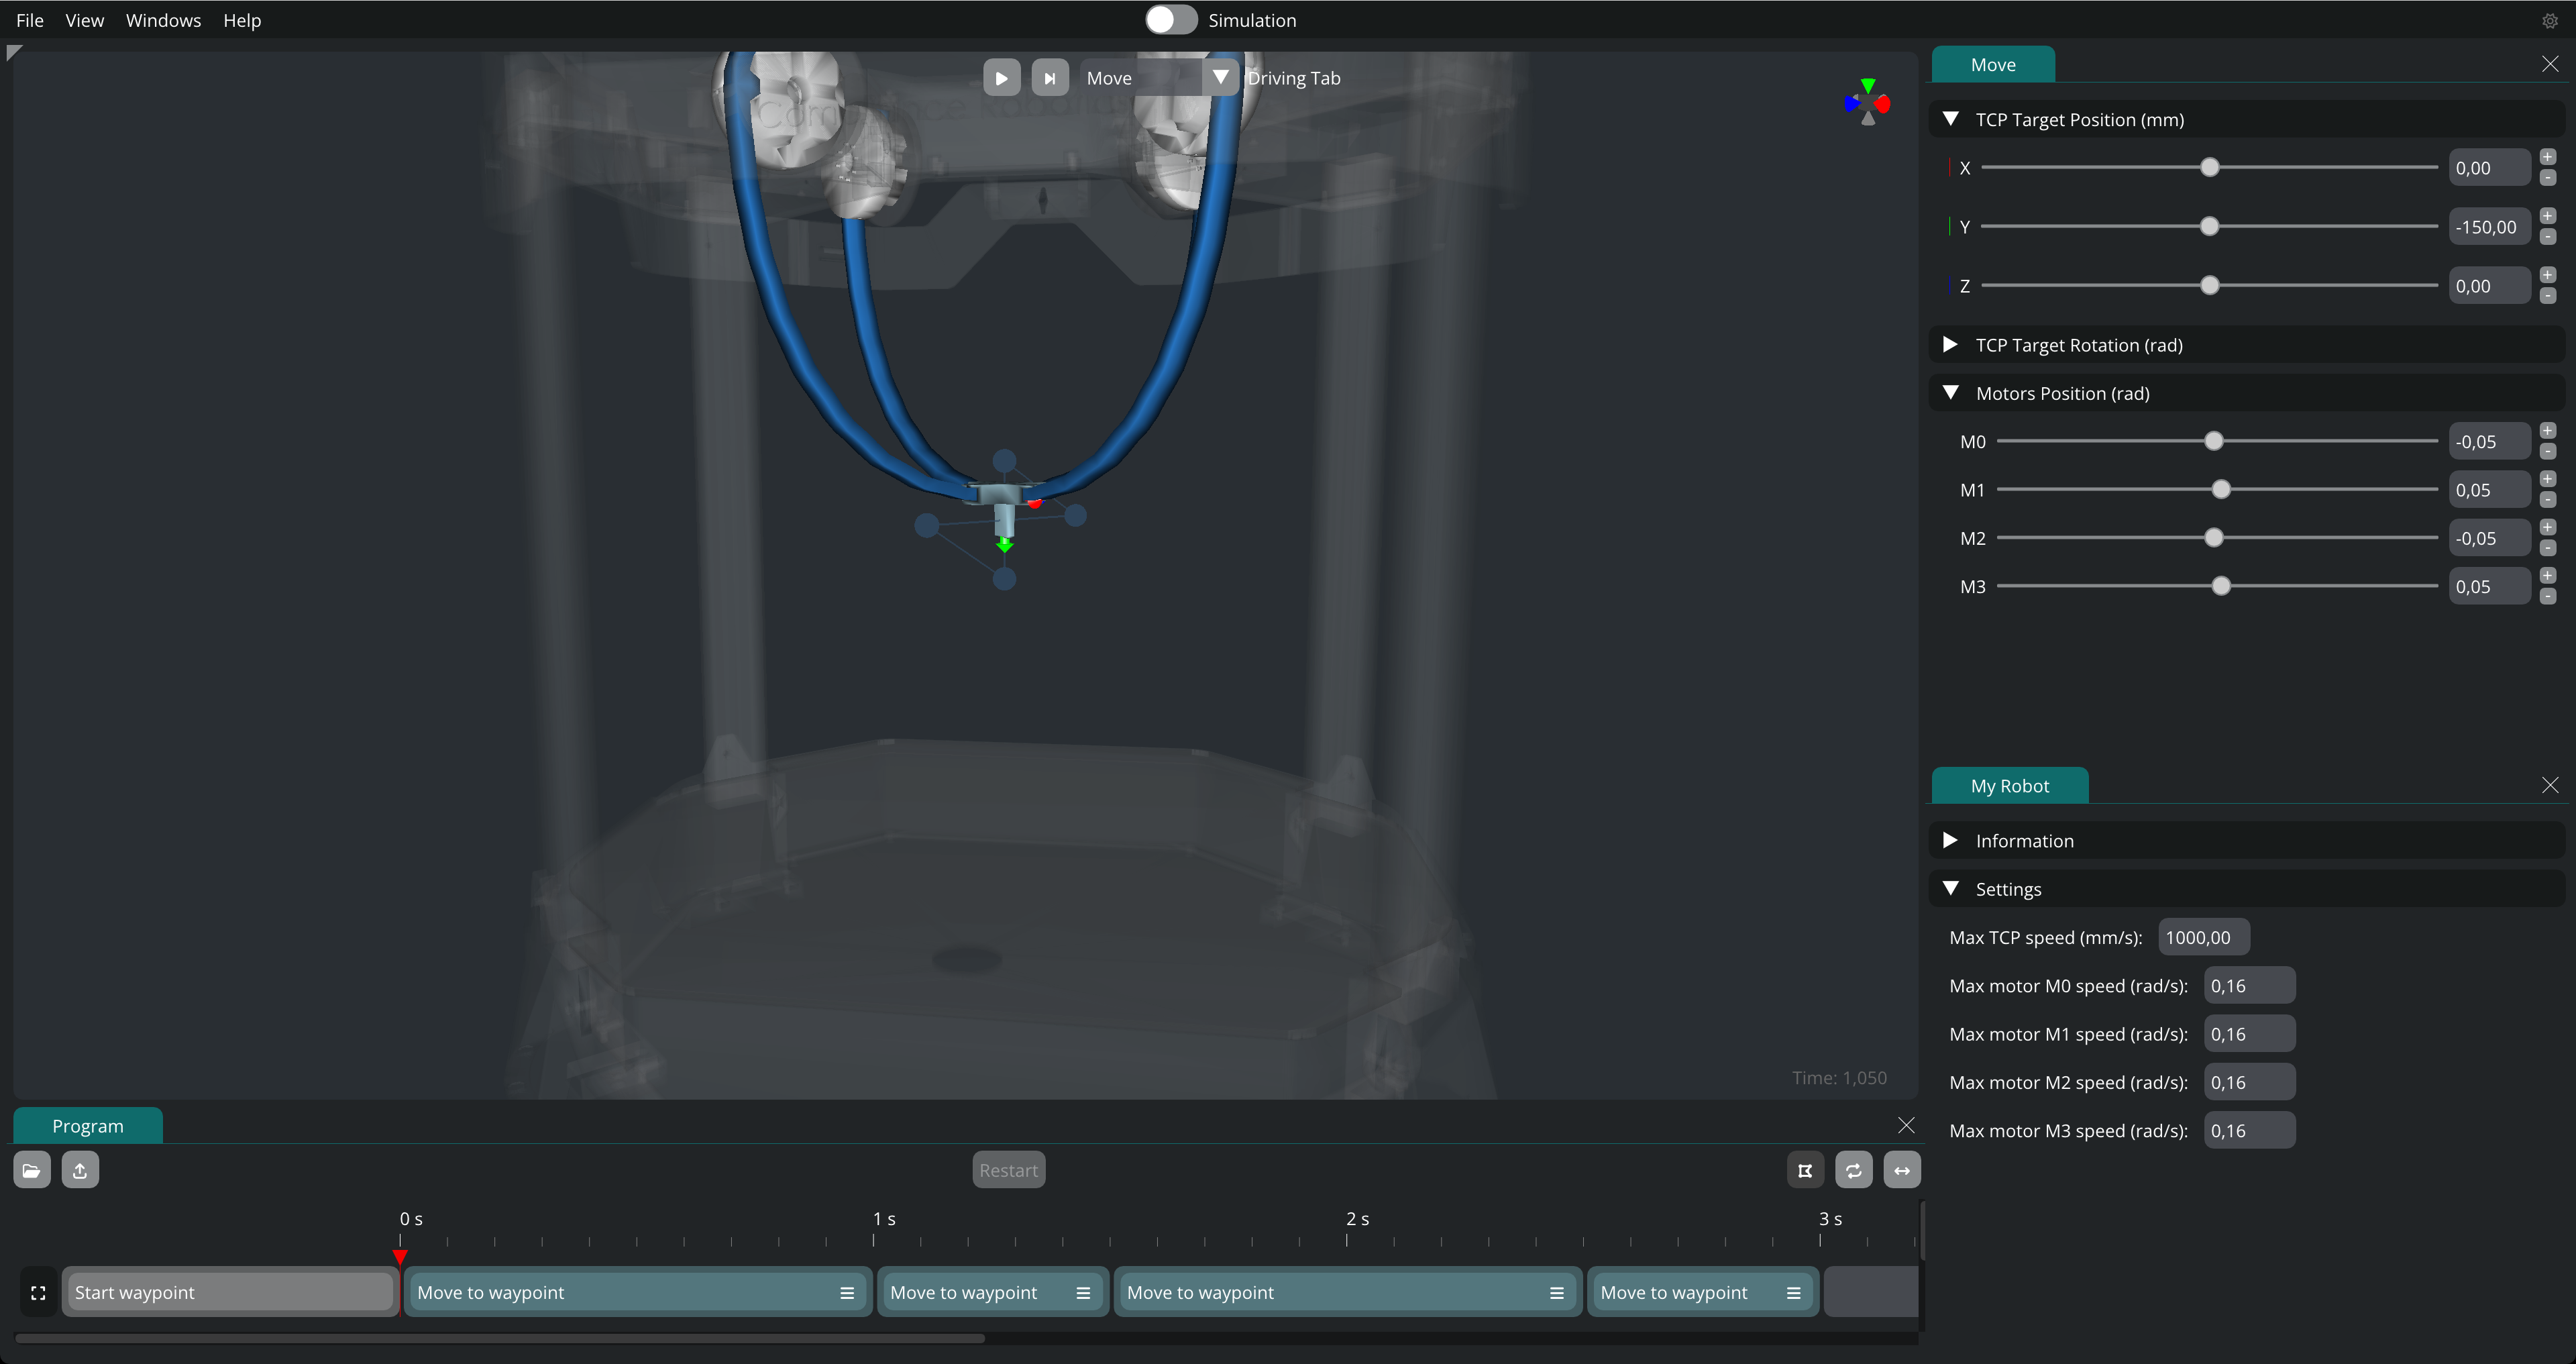 File View Windows Help Simulation
Move Driving Tab
Move
TCP Target Position (mm)
X 0,00 + -
Y -150,00 + -
Z 0,00 + -
TCP Target Rotation (rad)
Motors Position (rad)
M0 -0,05 + -
M1 0,05 + -
M2 -0,05 + -
M3 0,05 + -
My Robot
Information
Settings
Max TCP speed (mm/s): 1000,00
Max motor M0 speed (rad/s): 0,16
Max motor M1 speed (rad/s): 0,16
Max motor M2 speed (rad/s): 0,16
Max motor M3 speed (rad/s): 0,16
Time: 1,050
Program
Restart
0 s 1 s 2 s 3 s
Start waypoint Move to waypoint Move to waypoint Move to waypoint Move to waypoint